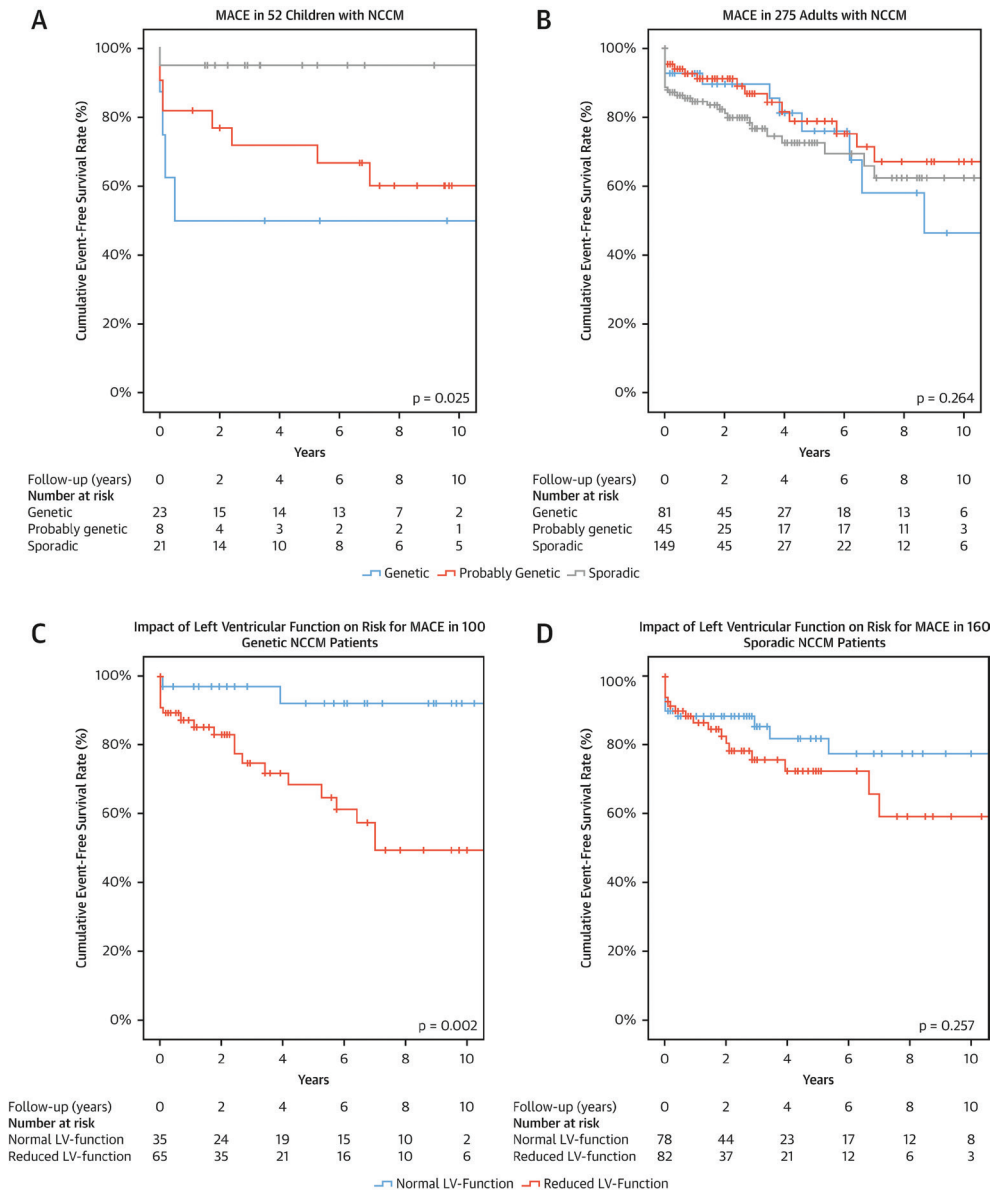 A
MACE in 52 Children with NCCM
Cumulative Event-Free Survival Rate (%)
100%
80%
60%
40%
20%
0%
p = 0.025
0 2 4 6 8 10
Years
Follow-up (years) 0 2 4 6 8 10
Number at risk
Genetic 23 15 14 13 7 2
Probably genetic 8 4 3 2 2 1
Sporadic 21 14 10 8 6 5
B
MACE in 275 Adults with NCCM
Cumulative Event-Free Survival Rate (%)
100%
80%
60%
40%
20%
0%
p = 0.264
0 2 4 6 8 10
Years
Follow-up (years) 0 2 4 6 8 10
Number at risk
Genetic 81 45 27 18 13 6
Probably genetic 45 25 17 17 11 3
Sporadic 149 45 27 22 12 6
Genetic Probably Genetic Sporadic
C
Impact of Left Ventricular Function on Risk for MACE in 100
Genetic NCCM Patients
Cumulative Event-Free Survival Rate (%)
100%
80%
60%
40%
20%
0%
p = 0.002
0 2 4 6 8 10
Years
Follow-up (years) 0 2 4 6 8 10
Number at risk
Normal LV-function 35 24 19 15 10 2
Reduced LV-function 65 35 21 16 10 6
D
Impact of Left Ventricular Function on Risk for MACE in 160
Sporadic NCCM Patients
Cumulative Event-Free Survival Rate (%)
100%
80%
60%
40%
20%
0%
p = 0.257
0 2 4 6 8 10
Years
Follow-up (years) 0 2 4 6 8 10
Number at risk
Normal LV-function 78 44 23 17 12 8
Reduced LV-function 82 37 21 12 6 3
Normal LV-Function Reduced LV-Function